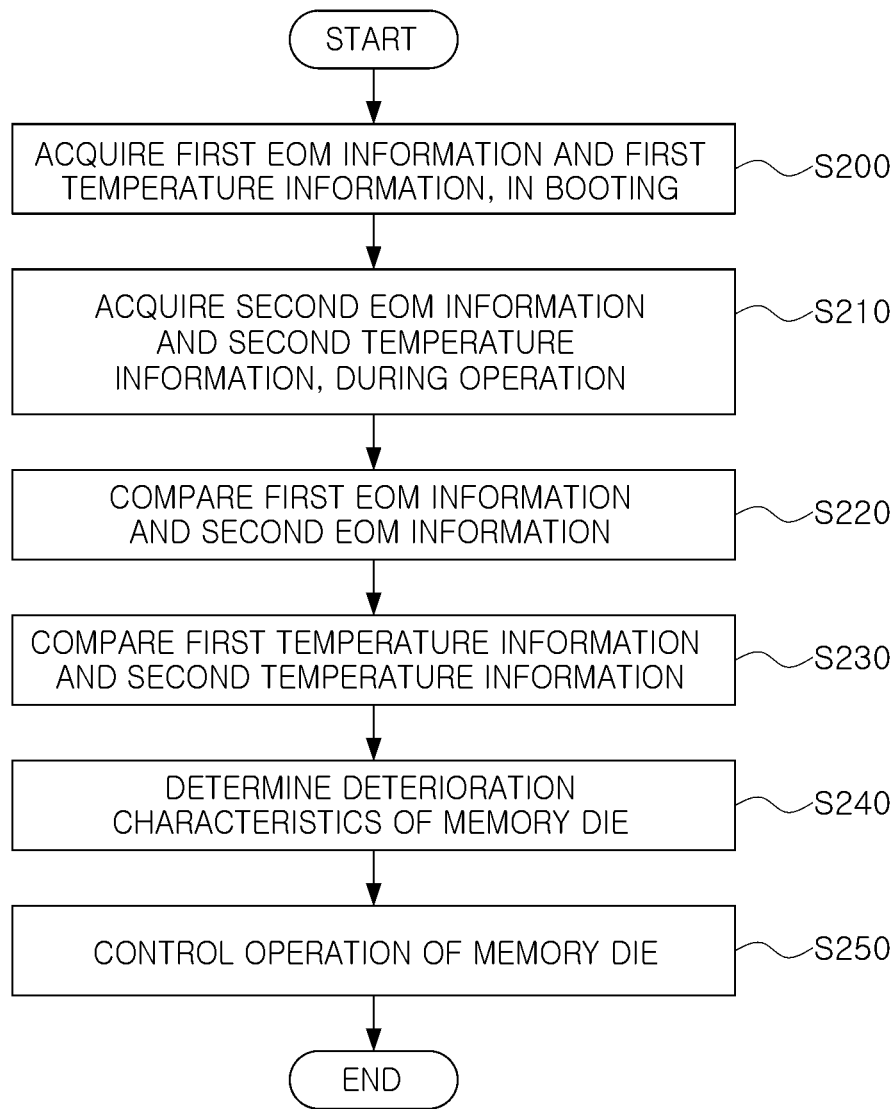 START
ACQUIRE FIRST EOM INFORMATION AND FIRST
TEMPERATURE INFORMATION, IN BOOTING
S200
ACQUIRE SECOND EOM INFORMATION
AND SECOND TEMPERATURE
INFORMATION, DURING OPERATION
S210
COMPARE FIRST EOM INFORMATION
AND SECOND EOM INFORMATION
S220
COMPARE FIRST TEMPERATURE INFORMATION
AND SECOND TEMPERATURE INFORMATION
S230
DETERMINE DETERIORATION
CHARACTERISTICS OF MEMORY DIE
S240
CONTROL OPERATION OF MEMORY DIE
S250
END